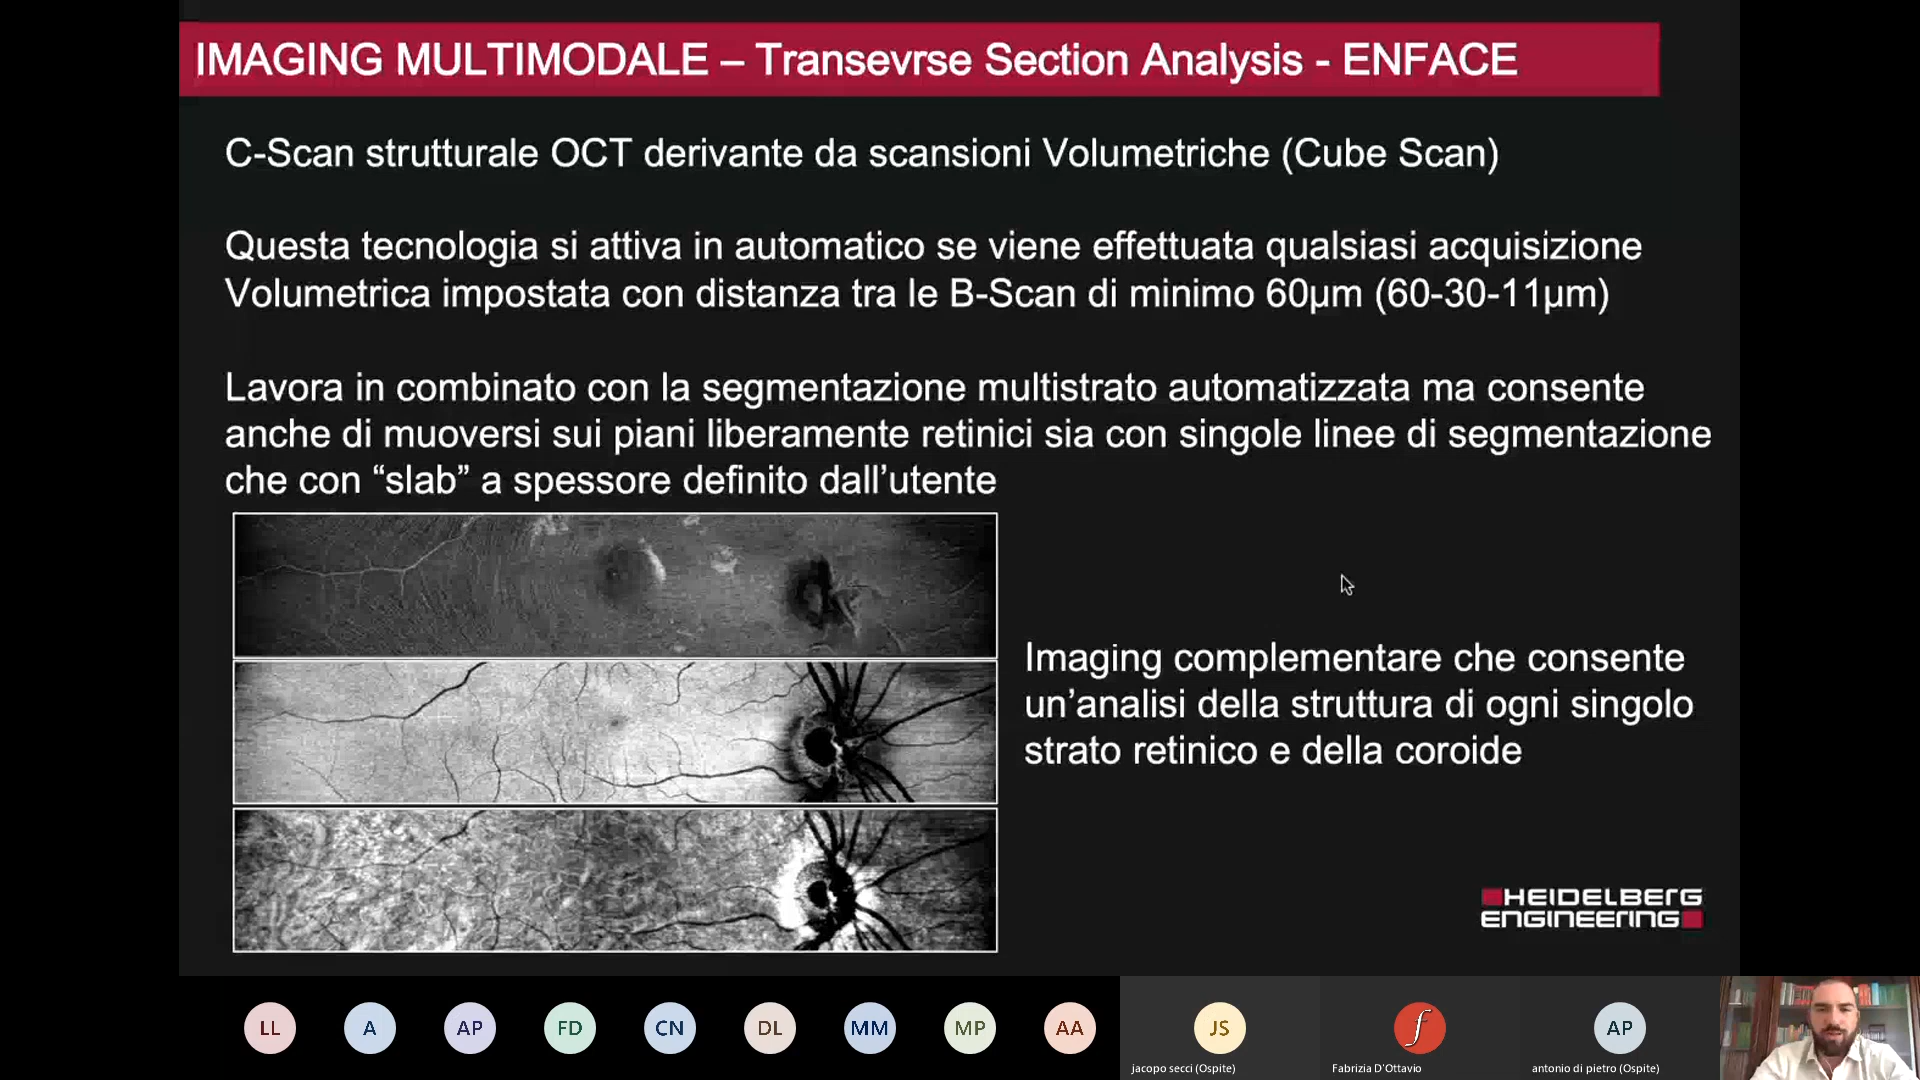 IMAGING MULTIMODALE – Transevrse Section Analysis - ENFACE
C-Scan strutturale OCT derivante da scansioni Volumetriche (Cube Scan)
Questa tecnologia si attiva in automatico se viene effettuata qualsiasi acquisizione
Volumetrica impostata con distanza tra le B-Scan di minimo 60µm (60-30-11µm)
Lavora in combinato con la segmentazione multistrato automatizzata ma consente
anche di muoversi sui piani liberamente retinici sia con singole linee di segmentazione
che con “slab” a spessore definito dall’utente
Imaging complementare che consente
un’analisi della struttura di ogni singolo
strato retinico e della coroide
HEIDELBERG
ENGINEERING
LL A AP FD CN DL MM MP AA JS f AP
jacopo secci (Ospite) Fabrizia D'Ottavio antonio di pietro (Ospite)